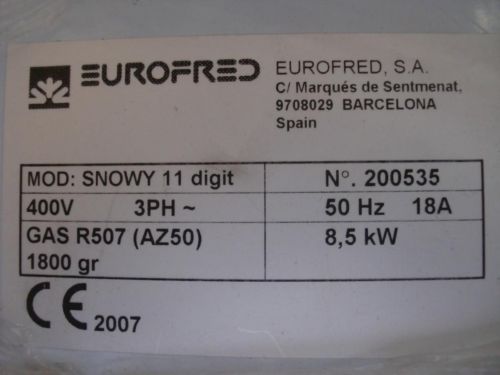 EUROFRED
EUROFRED, S.A.
C/ Marqués de Sentmenat,
9708029 BARCELONA
Spain
MOD: SNOWY 11 digit N°. 200535
400V 3PH ~ 50 Hz 18A
GAS R507 (AZ50) 8,5 kW
1800 gr
CE 2007